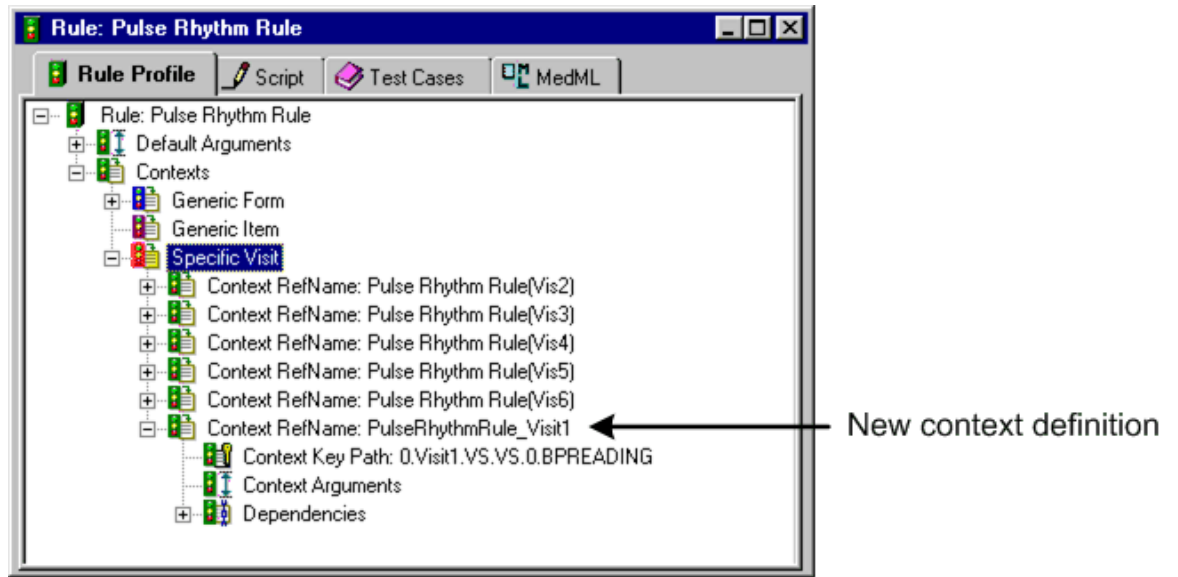 Rule: Pulse Rhythm Rule
Rule Profile Script Test Cases MedML
Rule: Pulse Rhythm Rule
Default Arguments
Contexts
Generic Form
Generic Item
Specific Visit
Context RefName: Pulse Rhythm Rule(Vis2)
Context RefName: Pulse Rhythm Rule(Vis3)
Context RefName: Pulse Rhythm Rule(Vis4)
Context RefName: Pulse Rhythm Rule(Vis5)
Context RefName: Pulse Rhythm Rule(Vis6)
Context RefName: PulseRhythmRule_Visit1 New context definition
Context Key Path: 0.Visit1.VS.VS.0.BPREADING
Context Arguments
Dependencies